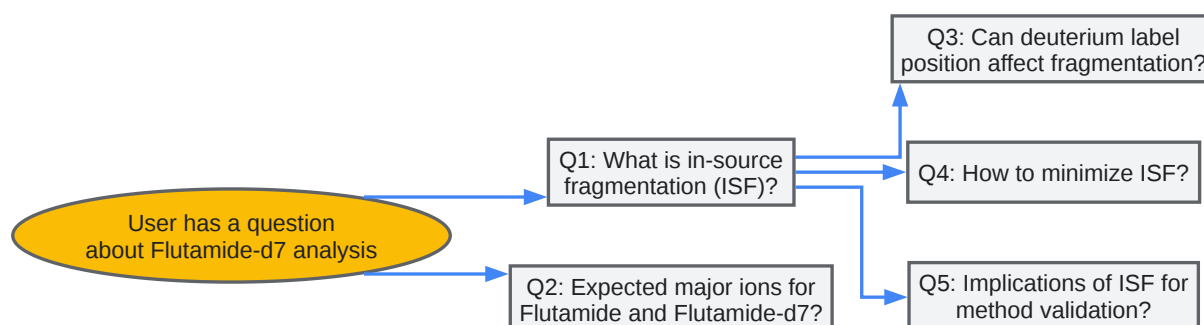 Q3: Can deuterium label
position affect fragmentation?
Q1: What is in-source
fragmentation (ISF)?
Q4: How to minimize ISF?
User has a question
about Flutamide-d7 analysis
Q2: Expected major ions for
Flutamide and Flutamide-d7?
Q5: Implications of ISF for
method validation?